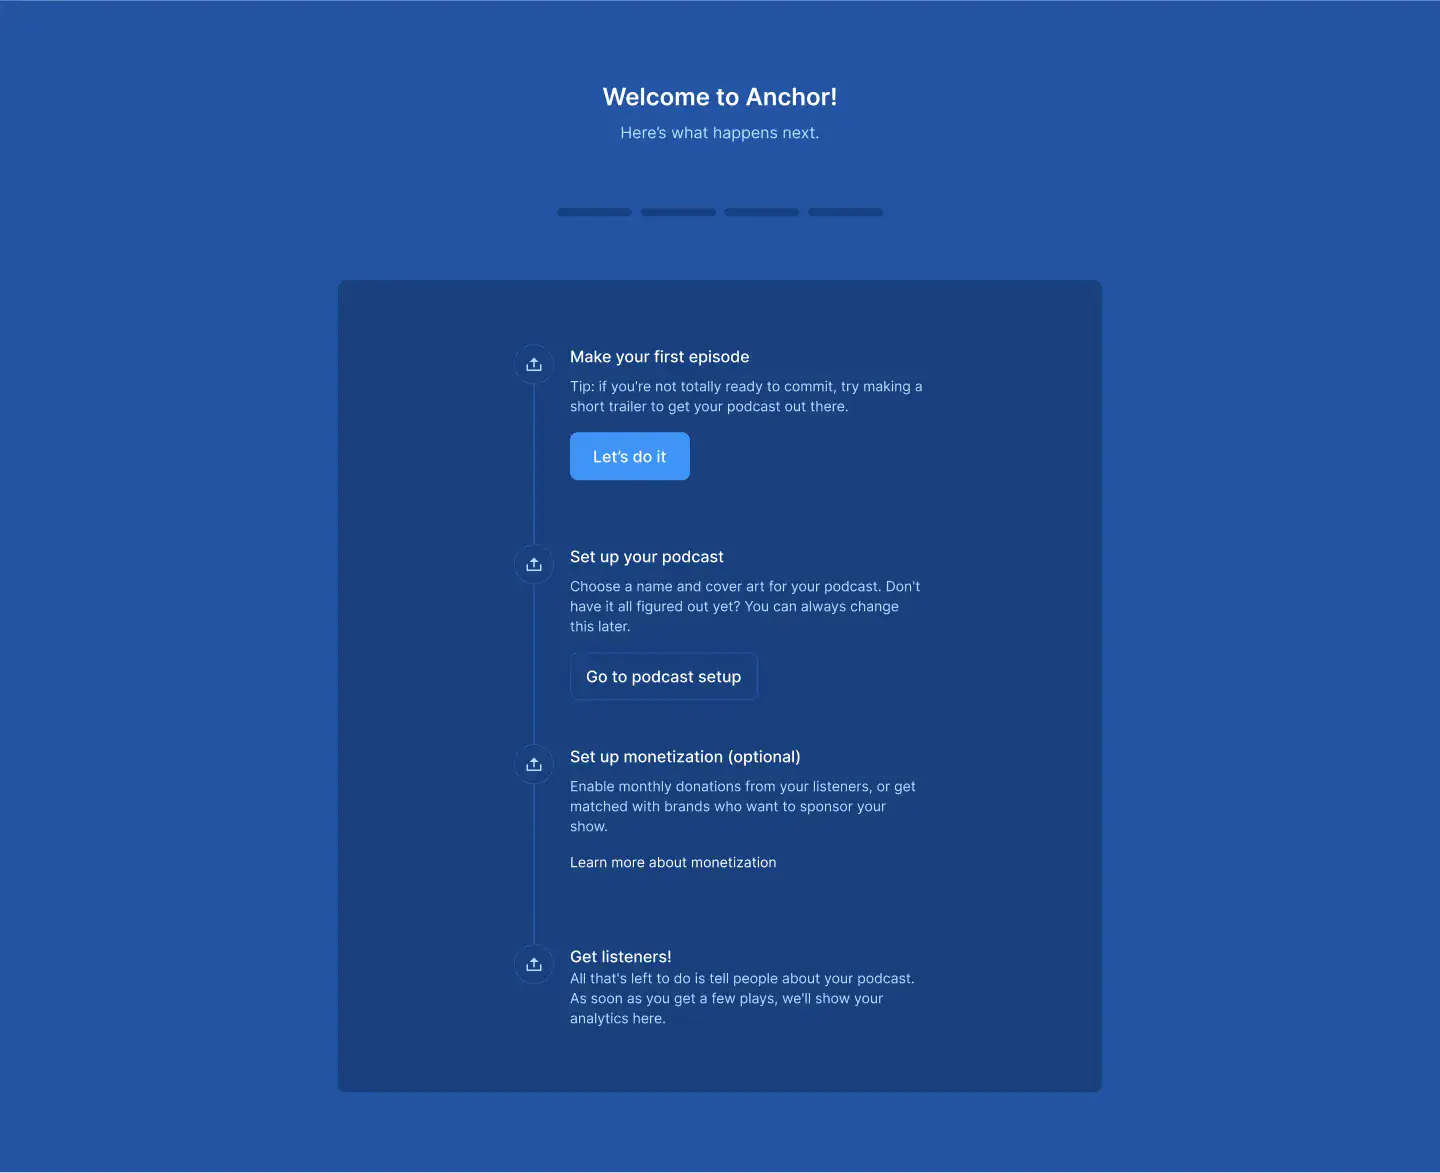 Welcome to Anchor!
Here’s what happens next.
Make your first episode
Tip: if you're not totally ready to commit, try making a
short trailer to get your podcast out there.
Let’s do it
Set up your podcast
Choose a name and cover art for your podcast. Don't
have it all figured out yet? You can always change
this later.
Go to podcast setup
Set up monetization (optional)
Enable monthly donations from your listeners, or get
matched with brands who want to sponsor your
show.
Learn more about monetization
Get listeners!
All that's left to do is tell people about your podcast.
As soon as you get a few plays, we'll show your
analytics here.